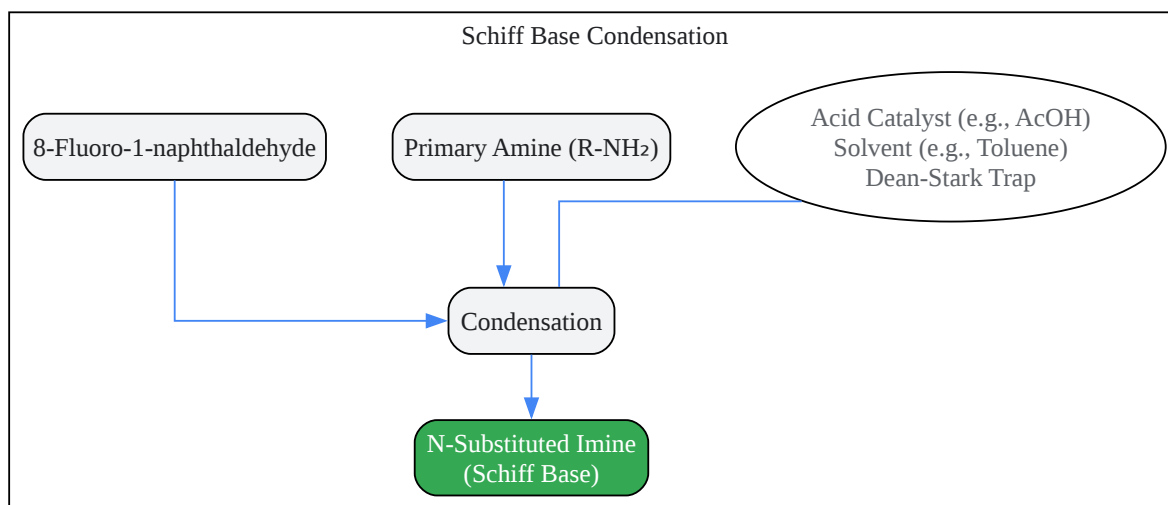 Schiff Base Condensation
8-Fluoro-1-naphthaldehyde
Primary Amine (R-NH₂)
Acid Catalyst (e.g., AcOH)
Solvent (e.g., Toluene)
Dean-Stark Trap
Condensation
N-Substituted Imine
(Schiff Base)